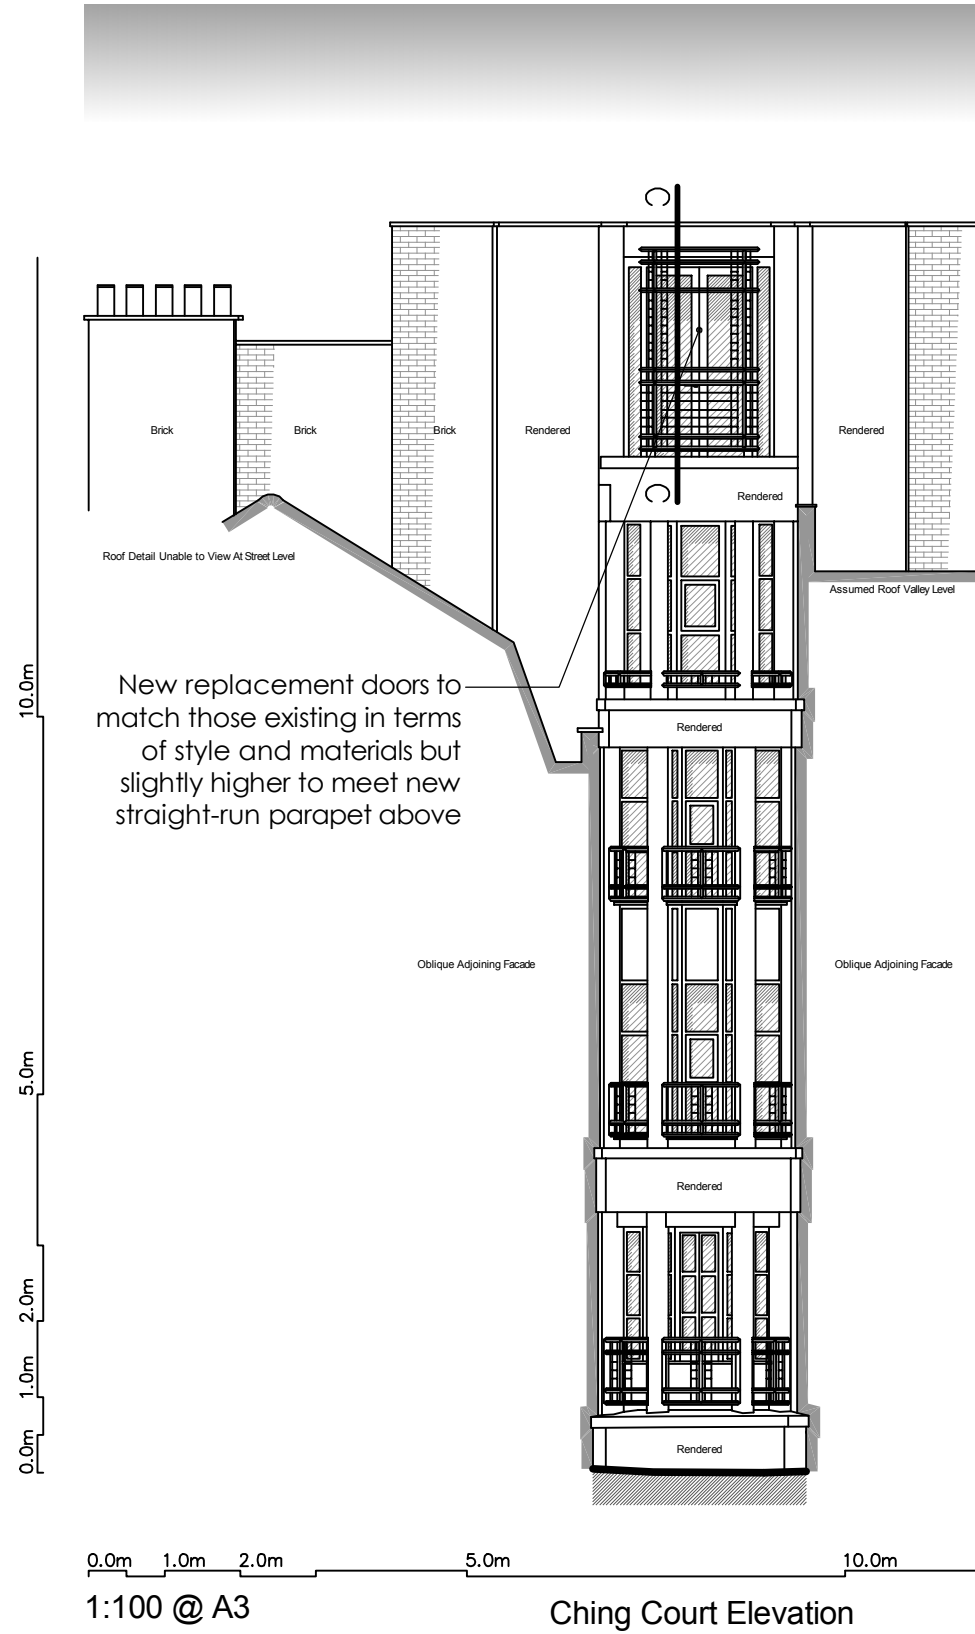 C
Brick
Brick
Brick
Rendered
Rendered
C
Rendered
Roof Detail Unable to View At Street Level
Assumed Roof Valley Level
New replacement doors to
match those existing in terms
of style and materials but
slightly higher to meet new
straight-run parapet above
Rendered
Oblique Adjoining Facade
Oblique Adjoining Facade
Rendered
Rendered
10.0m
5.0m
2.0m
1.0m
0.0m
0.0m 1.0m 2.0m 5.0m 10.0m
1:100 @ A3
Ching Court Elevation